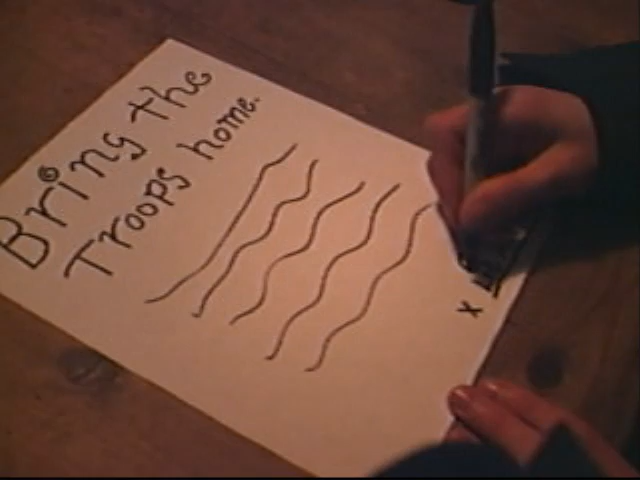 Bring the
Troops home.
x